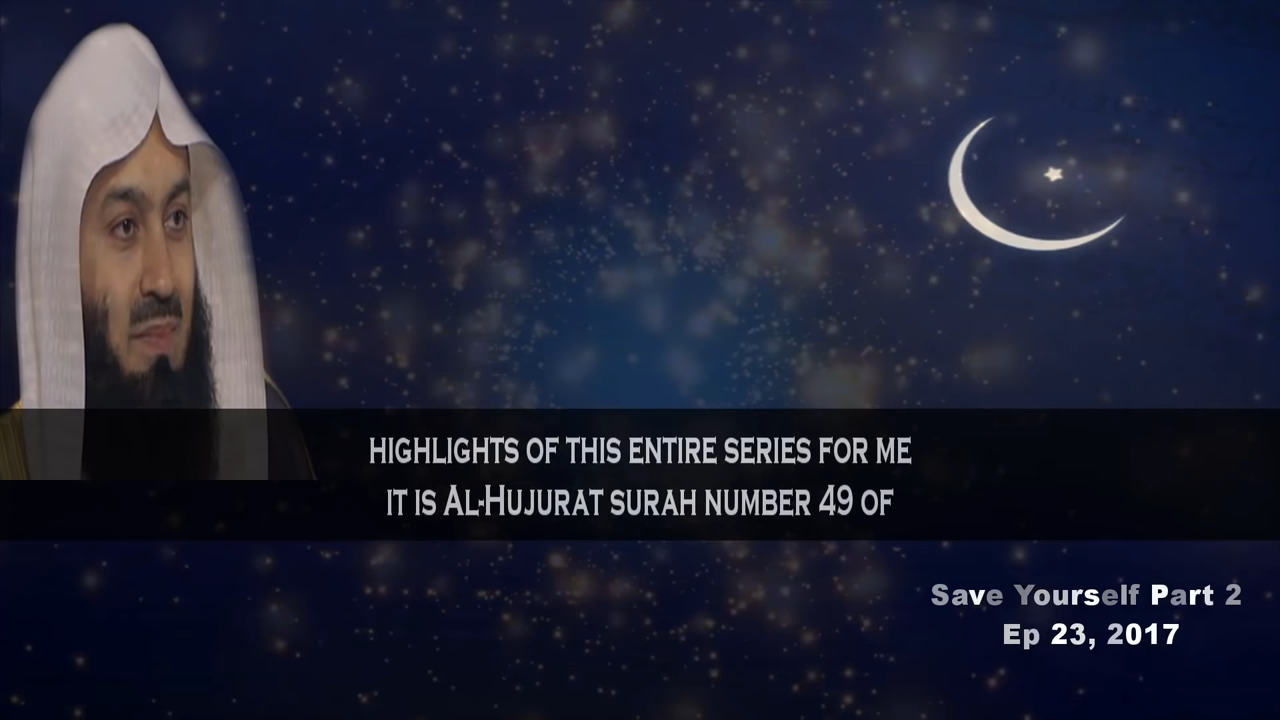 HIGHLIGHTS OF THIS ENTIRE SERIES FOR ME
IT IS AL-HUJURAT SURAH NUMBER 49 OF
Save Yourself Part 2
Ep 23, 2017